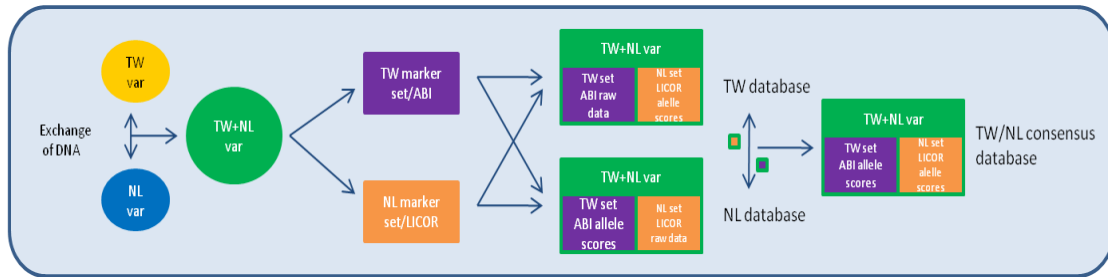 TW
var
Exchange
of DNA
NL
var
TW+NL
var
TW marker
set/ABI
NL marker
set/LICOR
TW+NL var
TW set
ABI raw
data
NL set
LICOR
alelle
scores
TW+NL var
TW set
ABI allele
scores
NL set
LICOR
raw data
TW database
NL database
TW+NL var
TW set
ABI allele
scores
NL set
LICOR
alelle
scores
TW/NL consensus
database